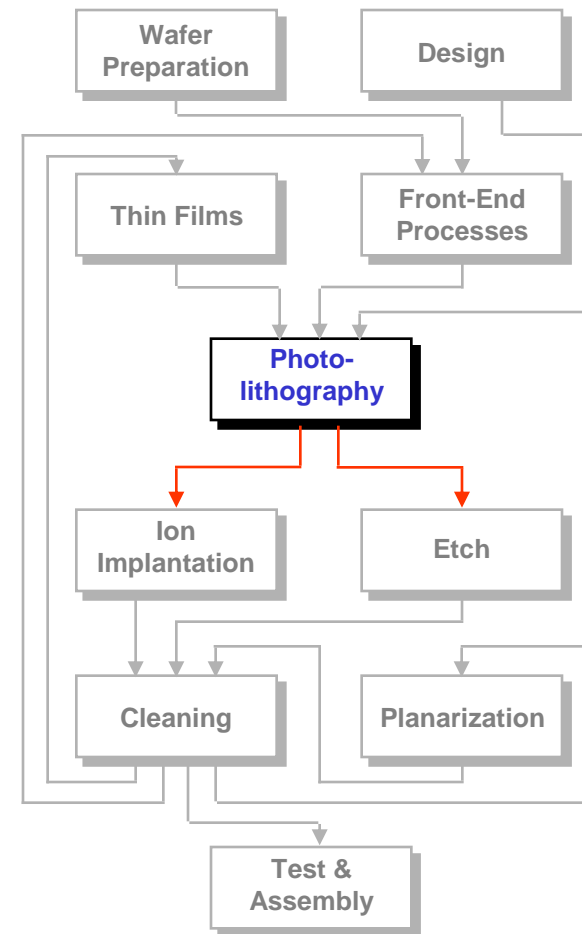 Wafer
Preparation
Design
Thin Films
Front-End
Processes
Photo-
lithography
Ion
Implantation
Etch
Cleaning
Planarization
Test &
Assembly